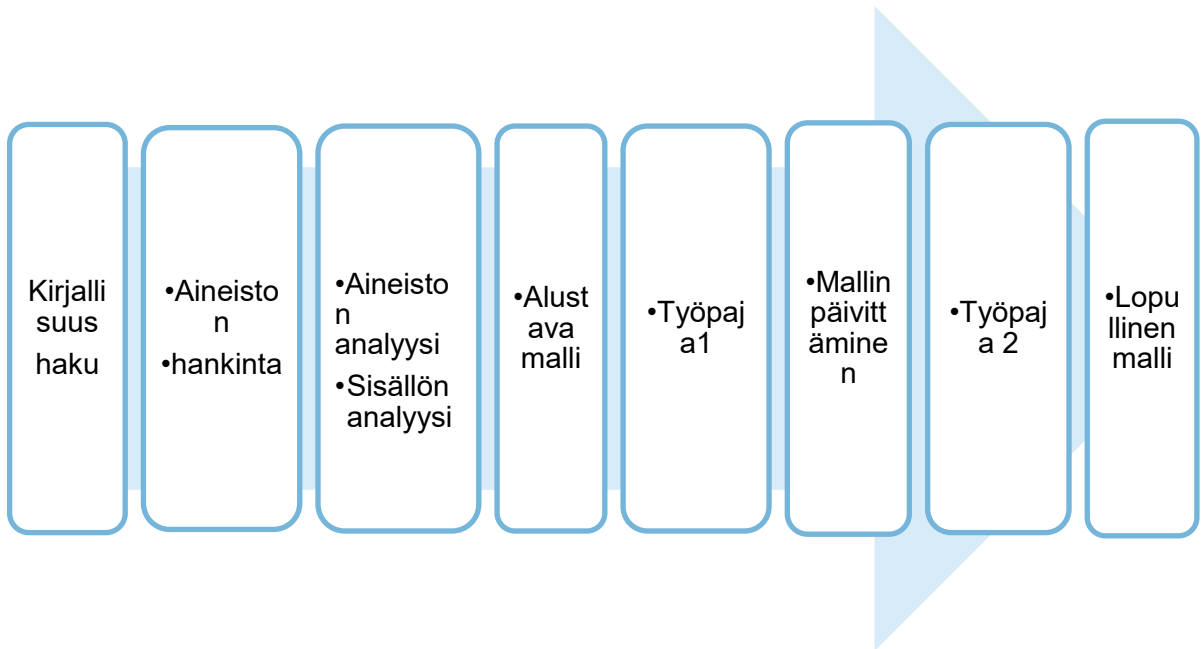 Kirjalli
suus
haku
•Aineisto
n
•hankinta
•Aineisto
n
analyysi
•Sisällön
analyysi
•Alust
ava
malli
•Työpaj
a1
•Mallin
päivitt
ämine
n
•Työpaj
a 2
•Lopu
llinen
malli